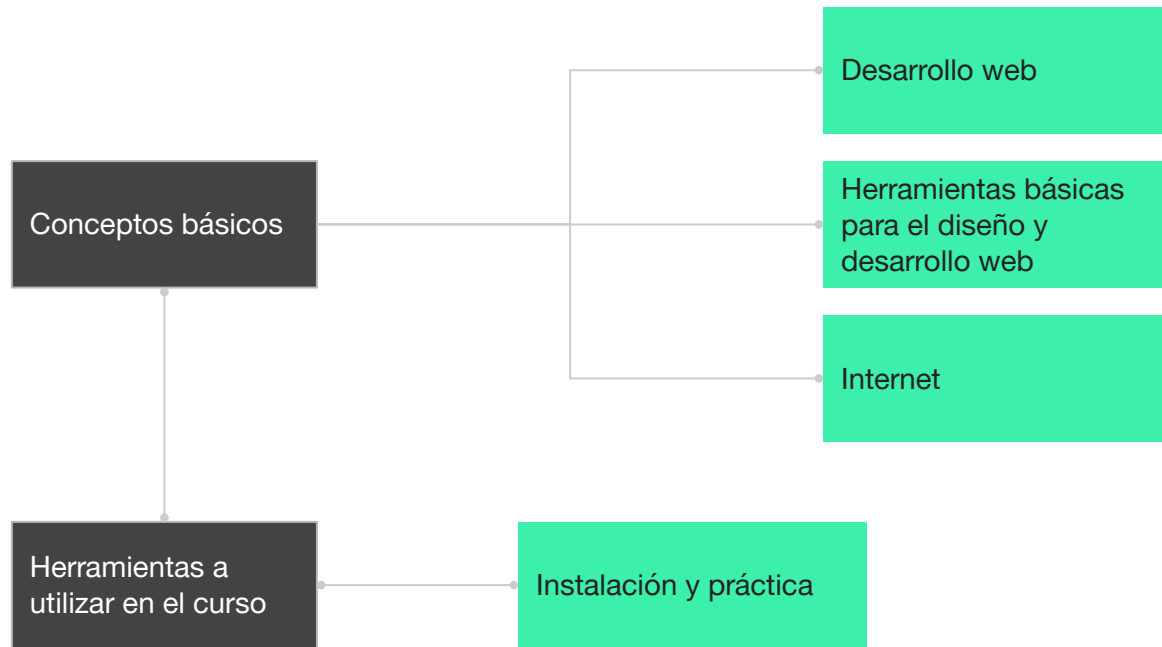 Desarrollo web
Conceptos básicos
Herramientas básicas
para el diseño y
desarrollo web
Internet
Herramientas a
utilizar en el curso
Instalación y práctica